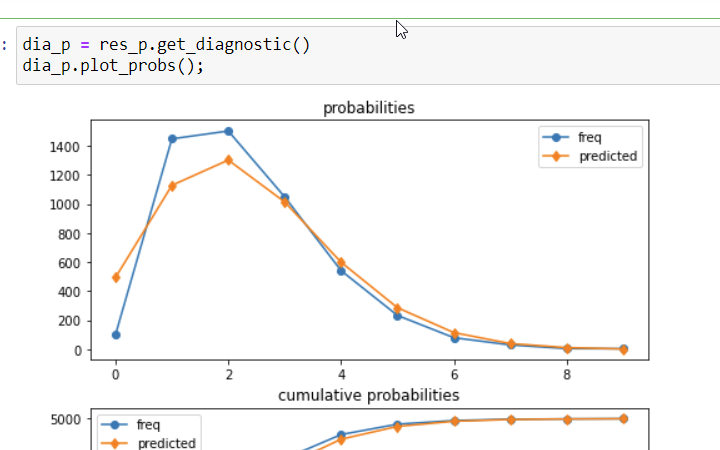 : dia_p = res_p.get_diagnostic()
dia_p.plot_probs();
probabilities
freq
predicted
1400
1200
1000
800
600
400
200
0
0 2 4 6 8
cumulative probabilities
5000
freq
predicted